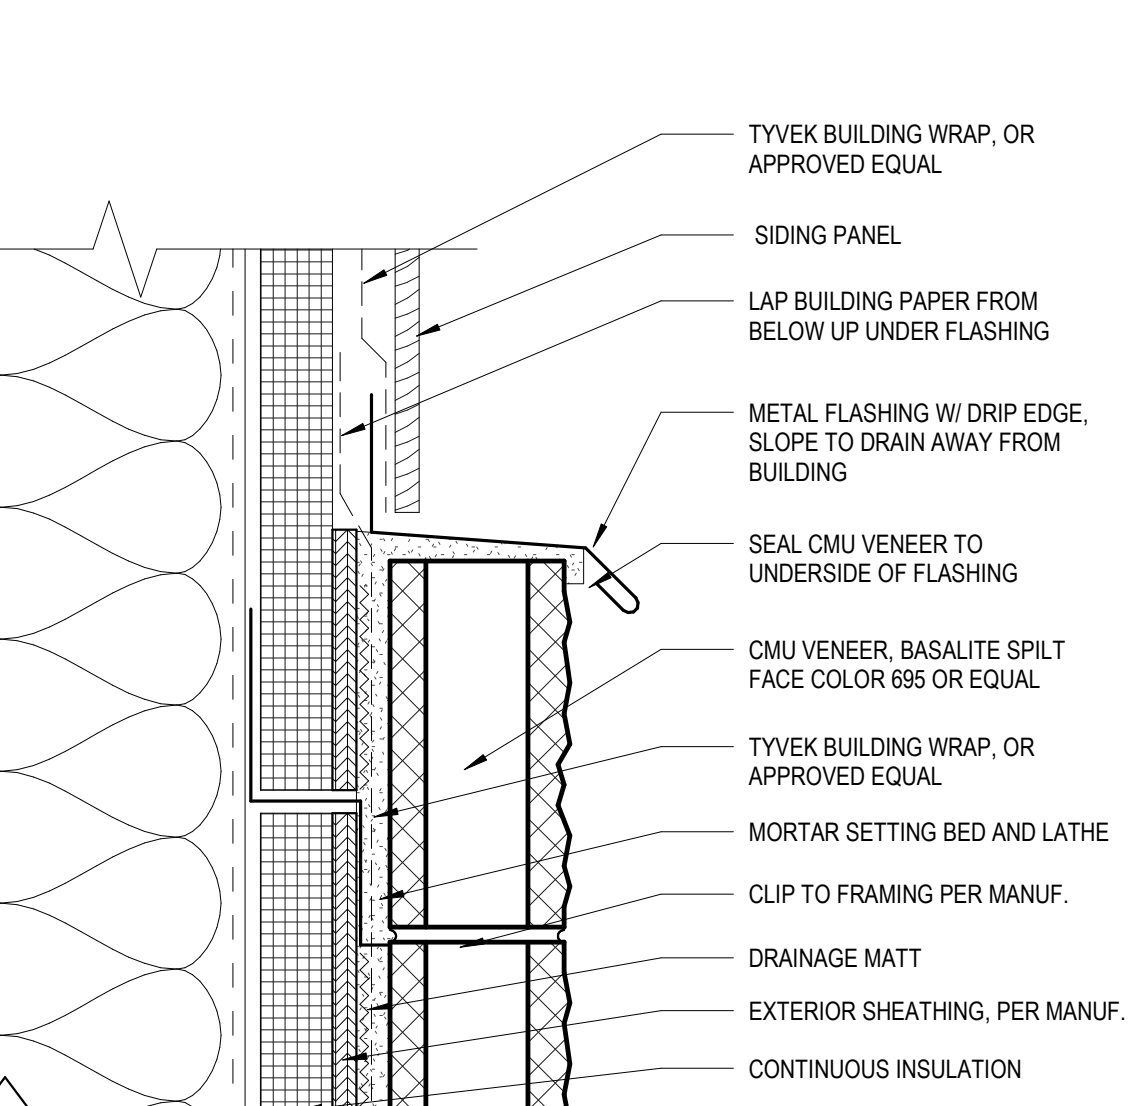 TYVEK BUILDING WRAP, OR
APPROVED EQUAL
SIDING PANEL
LAP BUILDING PAPER FROM
BELOW UP UNDER FLASHING
METAL FLASHING W/ DRIP EDGE,
SLOPE TO DRAIN AWAY FROM
BUILDING
SEAL CMU VENEER TO
UNDERSIDE OF FLASHING
CMU VENEER, BASALITE SPILT
FACE COLOR 695 OR EQUAL
TYVEK BUILDING WRAP, OR
APPROVED EQUAL
MORTAR SETTING BED AND LATHE
CLIP TO FRAMING PER MANUF.
DRAINAGE MATT
EXTERIOR SHEATHING, PER MANUF.
CONTINUOUS INSULATION